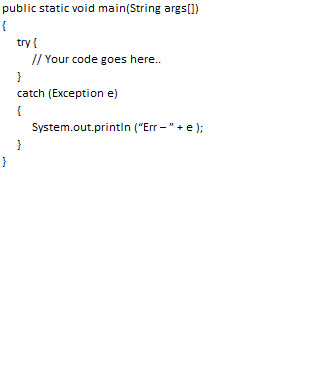 public static void main(String args[])
{
try {
// Your code goes here..
}
catch (Exception e)
{
System.out.println (“Err – ” + e );
}
}